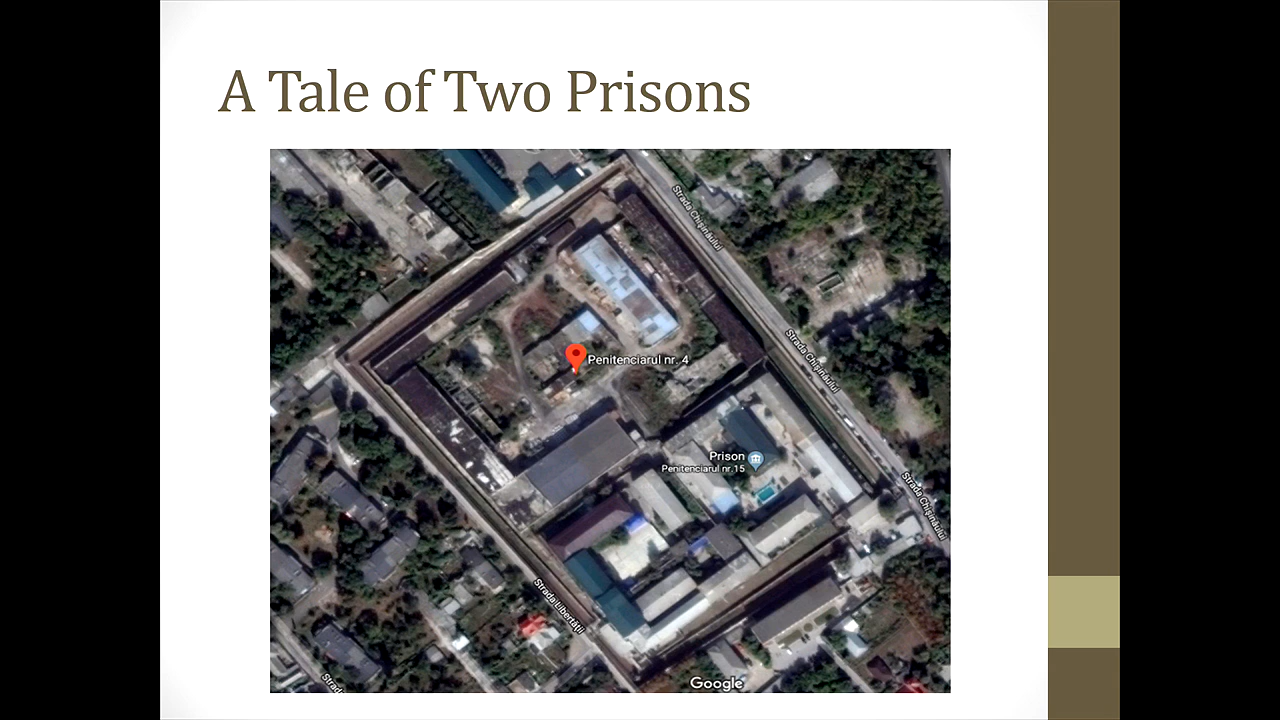 A Tale of Two Prisons
Strada Chișinăului
Strada Chișinăului
Penitenciarul nr. 4
Prison
Penitenciarul nr.15
Strada Chișinăului
Strada Libertății
Strada
Google